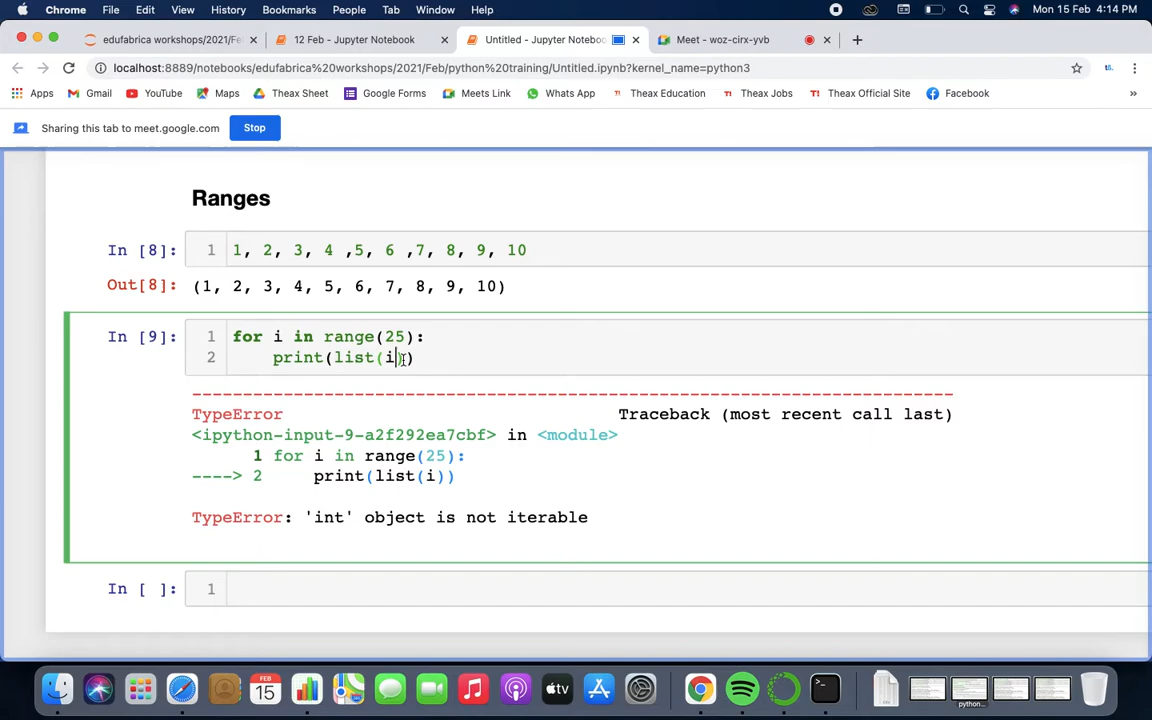 Chrome File Edit View History Bookmarks People Tab Window Help Mon 15 Feb 4:14 PM
edufabrica workshops/2021/Fe 12 Feb - Jupyter Notebook Untitled - Jupyter Noteboo Meet - woz-cirx-yvb
localhost:8889/notebooks/edufabrica%20workshops/2021/Feb/python%20training/Untitled.ipynb?kernel_name=python3
Apps Gmail YouTube Maps Theax Sheet Google Forms Meets Link Whats App Theax Education Theax Jobs Theax Official Site Facebook »
Sharing this tab to meet.google.com Stop
Ranges
In [8]: 1 1, 2, 3, 4 ,5, 6 ,7, 8, 9, 10
Out[8]: (1, 2, 3, 4, 5, 6, 7, 8, 9, 10)
In [9]: 1 for i in range(25):
2 print(list(i))
---------------------------------------------------------------------------
TypeError Traceback (most recent call last)
<ipython-input-9-a2f292ea7cbf> in <module>
1 for i in range(25):
----> 2 print(list(i))
TypeError: 'int' object is not iterable
In [ ]: 1
FEB
15
tv
python...